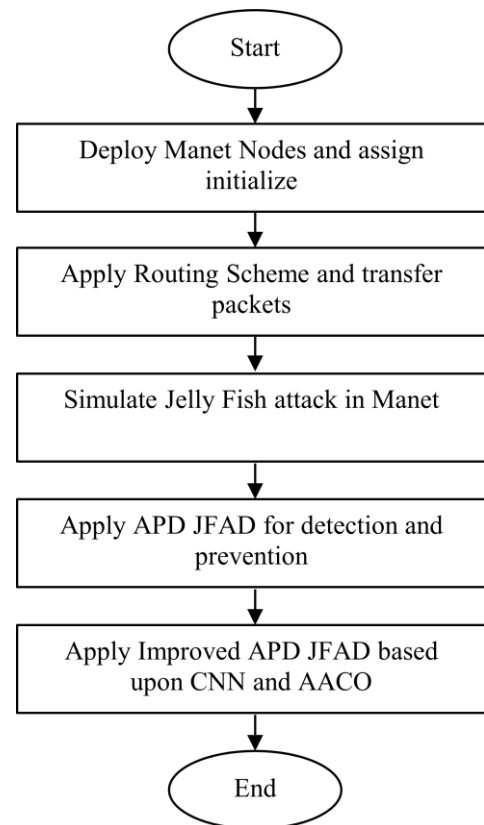 Start
Deploy Manet Nodes and assign
initialize
Apply Routing Scheme and transfer
packets
Simulate Jelly Fish attack in Manet
Apply APD JFAD for detection and
prevention
Apply Improved APD JFAD based
upon CNN and AACO
End